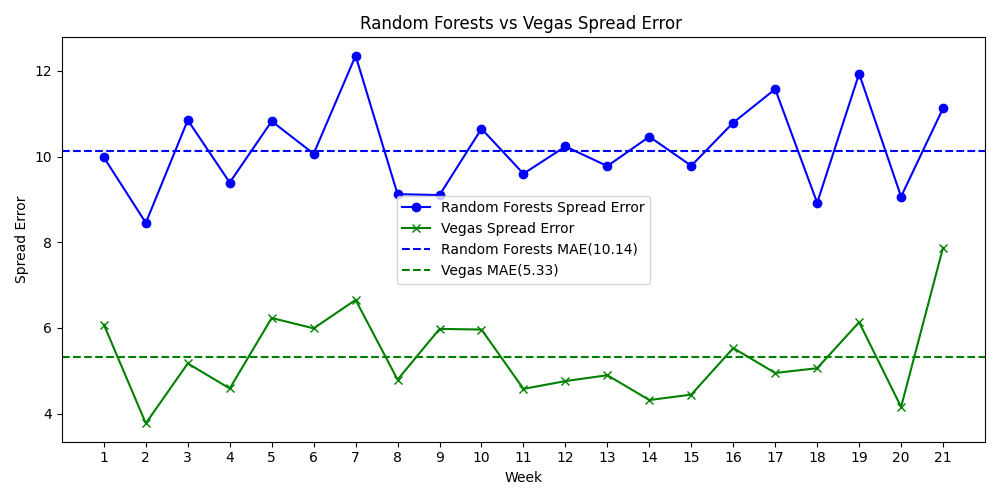 Random Forests vs Vegas Spread Error
12
10
8
6
4
Spread Error
Random Forests Spread Error
Vegas Spread Error
Random Forests MAE(10.14)
Vegas MAE(5.33)
1 2 3 4 5 6 7 8 9 10 11 12 13 14 15 16 17 18 19 20 21
Week